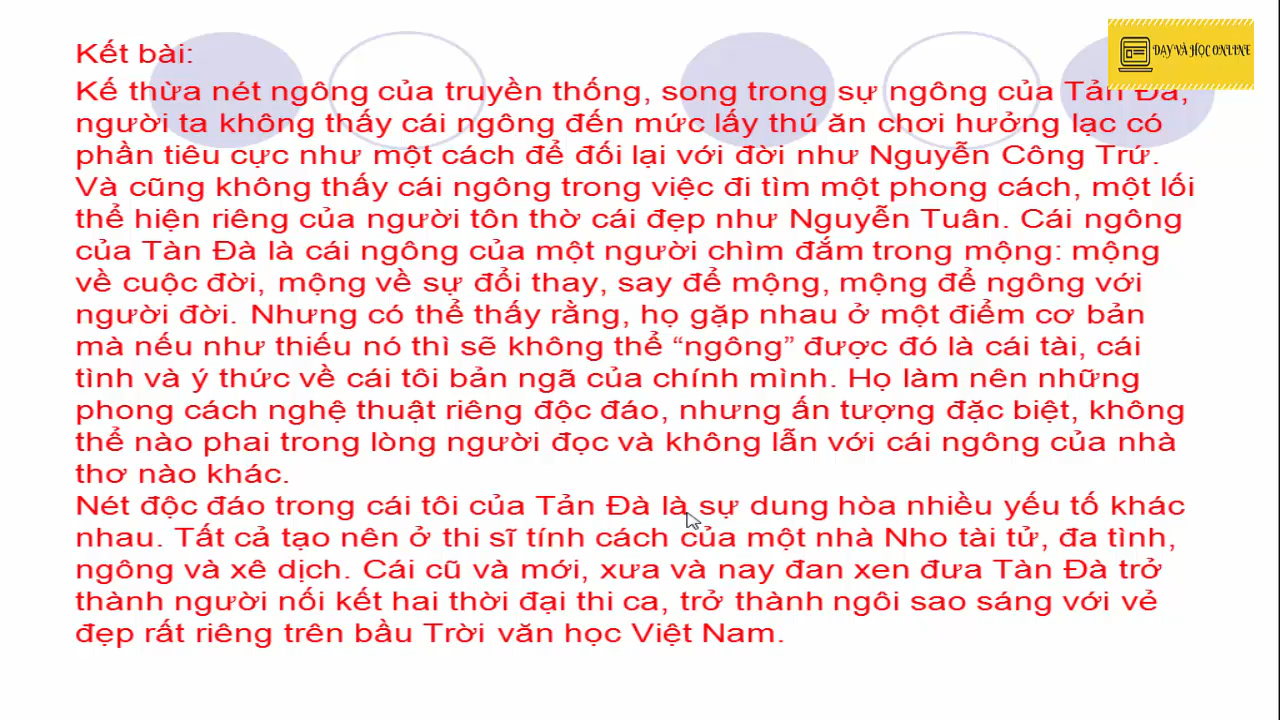 DẠY VÀ HỌC ONLINE
Kết bài:
Kế thừa nét ngông của truyền thống, song trong sự ngông của Tản Đà,
người ta không thấy cái ngông đến mức lấy thú ăn chơi hưởng lạc có
phần tiêu cực như một cách để đối lại với đời như Nguyễn Công Trứ.
Và cũng không thấy cái ngông trong việc đi tìm một phong cách, một lối
thể hiện riêng của người tôn thờ cái đẹp như Nguyễn Tuân. Cái ngông
của Tàn Đà là cái ngông của một người chìm đắm trong mộng: mộng
về cuộc đời, mộng về sự đổi thay, say để mộng, mộng để ngông với
người đời. Nhưng có thể thấy rằng, họ gặp nhau ở một điểm cơ bản
mà nếu như thiếu nó thì sẽ không thể “ngông” được đó là cái tài, cái
tình và ý thức về cái tôi bản ngã của chính mình. Họ làm nên những
phong cách nghệ thuật riêng độc đáo, nhưng ấn tượng đặc biệt, không
thể nào phai trong lòng người đọc và không lẫn với cái ngông của nhà
thơ nào khác.
Nét độc đáo trong cái tôi của Tản Đà là sự dung hòa nhiều yếu tố khác
nhau. Tất cả tạo nên ở thi sĩ tính cách của một nhà Nho tài tử, đa tình,
ngông và xê dịch. Cái cũ và mới, xưa và nay đan xen đưa Tàn Đà trở
thành người nối kết hai thời đại thi ca, trở thành ngôi sao sáng với vẻ
đẹp rất riêng trên bầu Trời văn học Việt Nam.